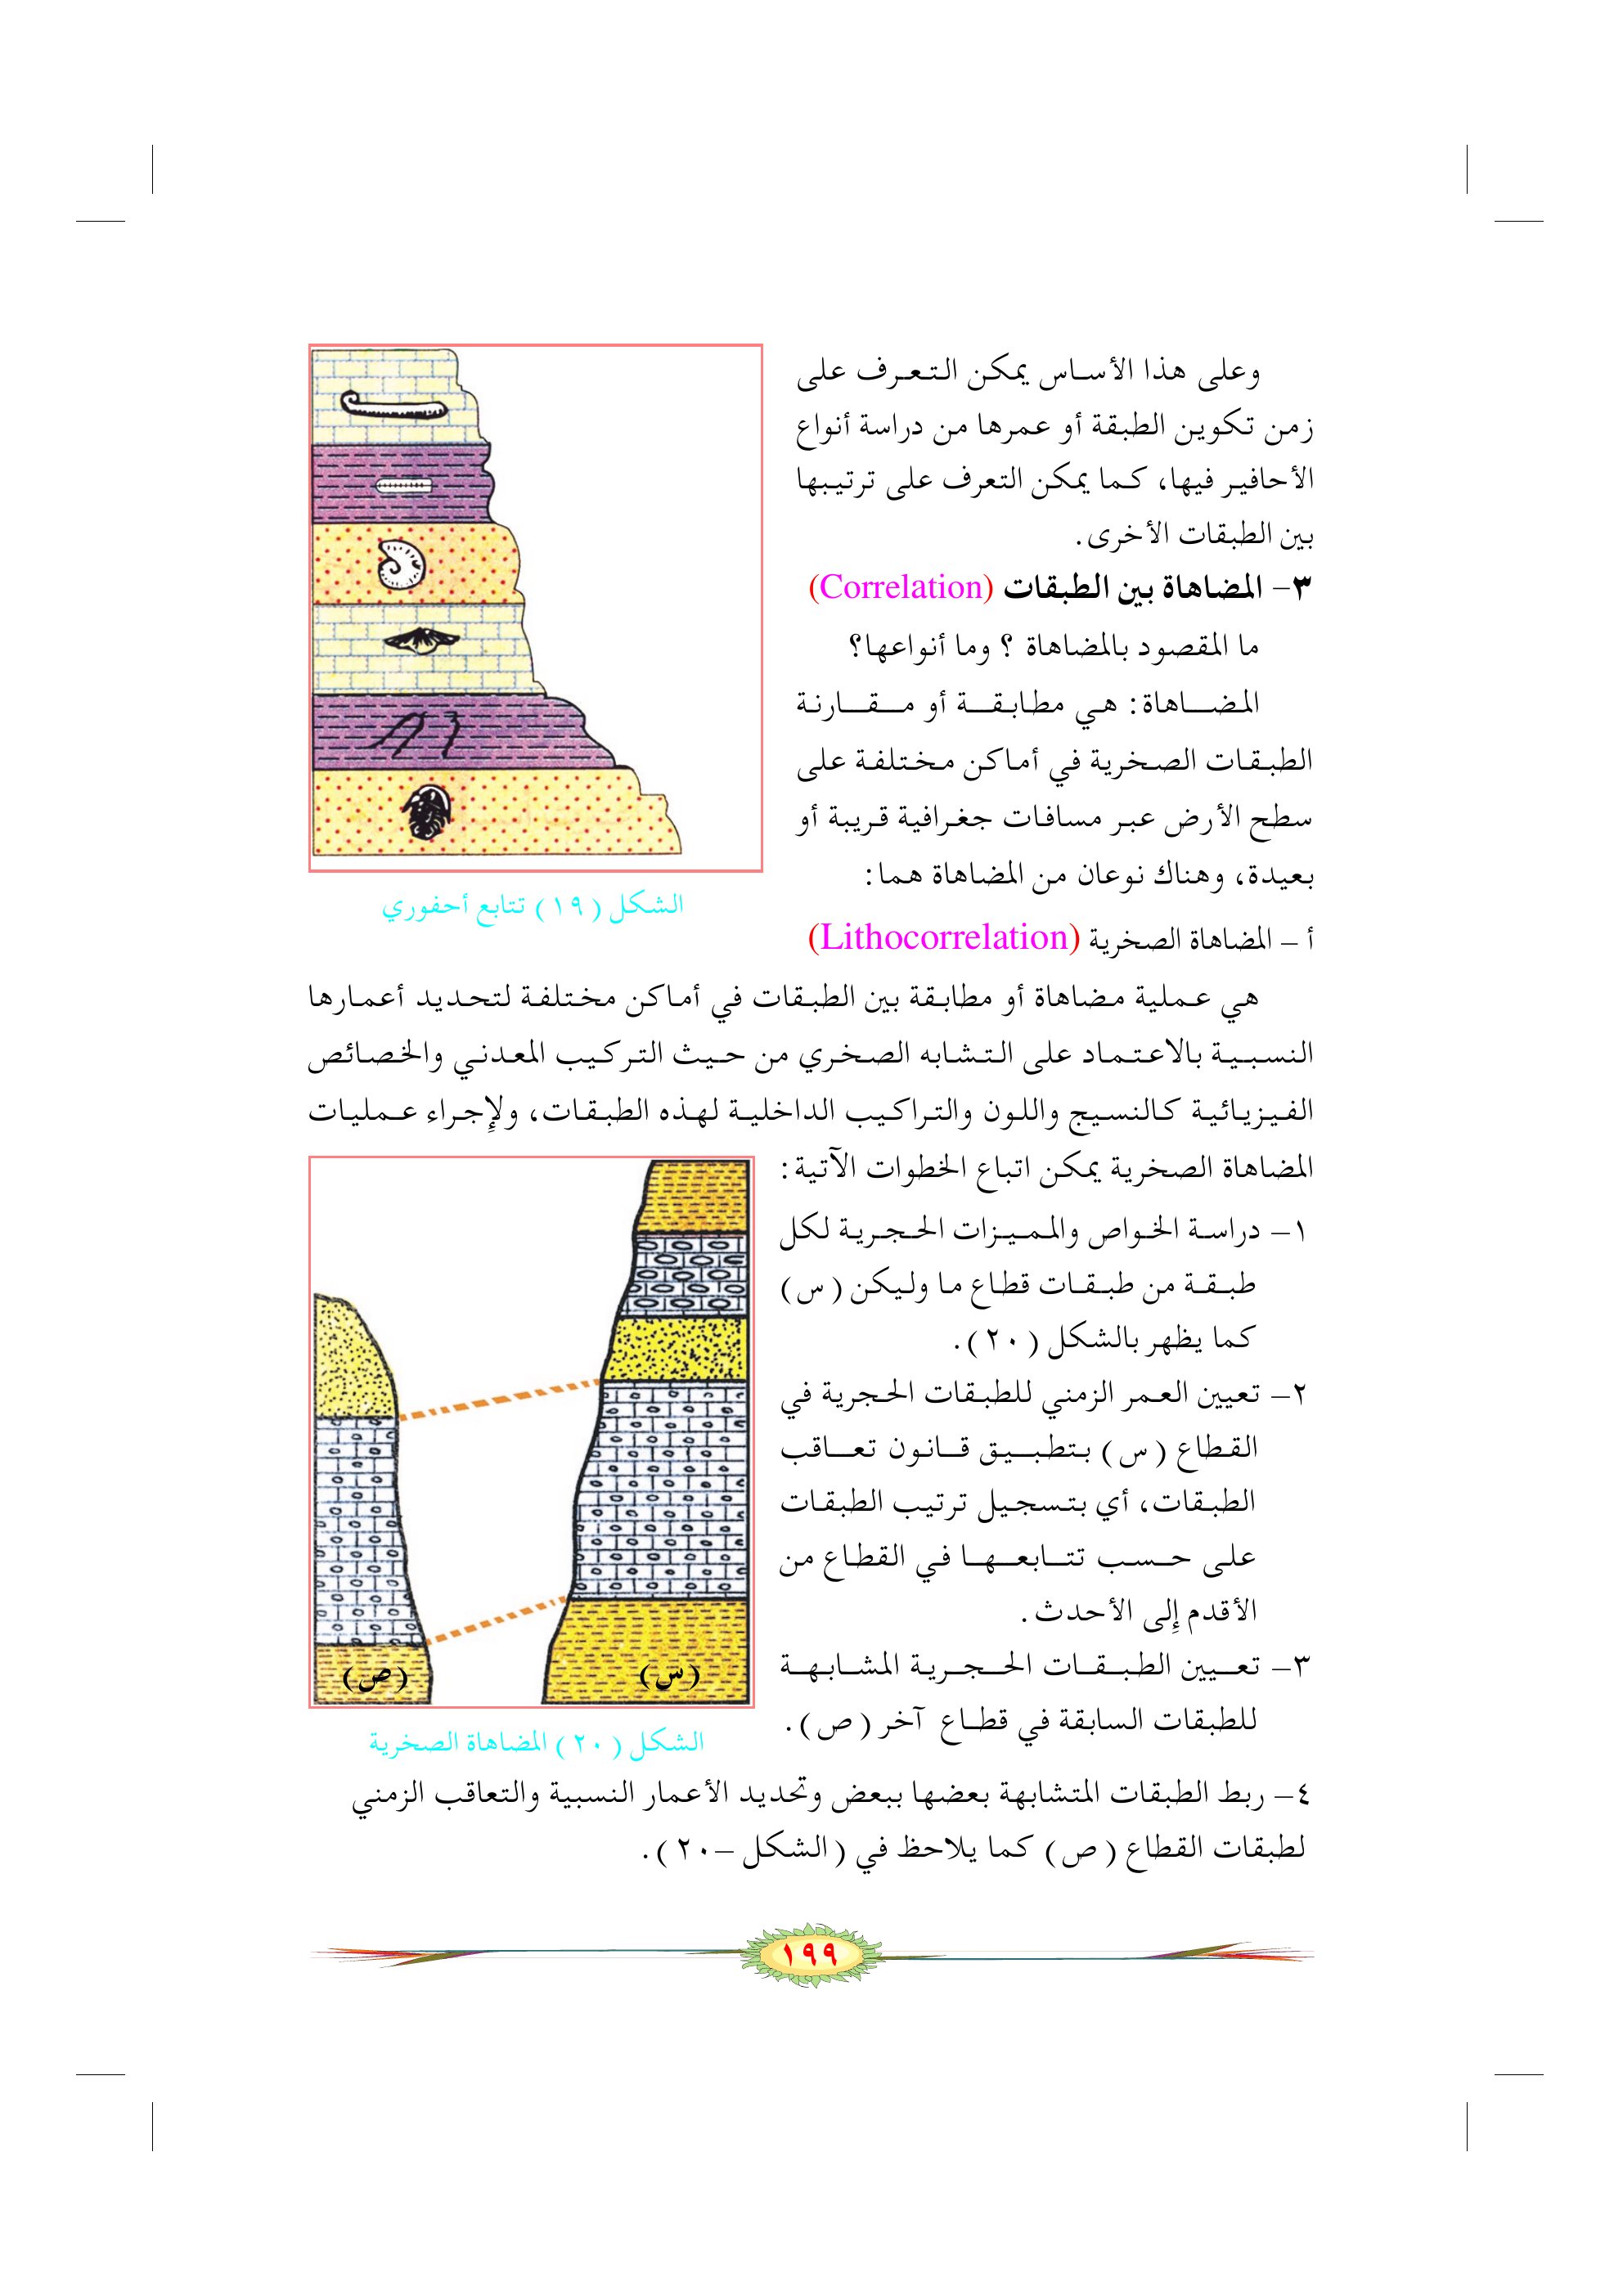 وعلى هذا الأساس يمكن التعرف على
زمن تكوين الطبقة أو عمرها من دراسة أنواع
الأحافير فيها، كما يمكن التعرف على ترتيبها
بين الطبقات الأخرى.
٣- المضاهاة بين الطبقات (Correlation)
ما المقصود بالمضاهاة ؟ وما أنواعها؟
المضاهاة: هي مطابقة أو مقارنة
الطبقات الصخرية في أماكن مختلفة على
سطح الأرض عبر مسافات جغرافية قريبة أو
بعيدة، وهناك نوعان من المضاهاة هما:
الشكل ( ١٩ ) تتابع أحفوري
أ – المضاهاة الصخرية (Lithocorrelation)
هي عملية مضاهاة أو مطابقة بين الطبقات في أماكن مختلفة لتحديد أعمارها
النسبية بالاعتماد على التشابه الصخري من حيث التركيب المعدني والخصائص
الفيزيائية كالنسيج واللون والتراكيب الداخلية لهذه الطبقات، ولإجراء عمليات
المضاهاة الصخرية يمكن اتباع الخطوات الآتية:
١- دراسة الخواص والمميزات الحجرية لكل
طبقة من طبقات قطاع ما وليكن ( س )
كما يظهر بالشكل ( ٢٠ ).
٢- تعيين العمر الزمني للطبقات الحجرية في
القطاع ( س ) بتطبيق قانون تعاقب
الطبقات، أي بتسجيل ترتيب الطبقات
على حسب تتابعها في القطاع من
الأقدم إلى الأحدث.
٣- تعيين الطبقات الحجرية المشابهة
للطبقات السابقة في قطاع آخر ( ص ).
(س)
(ص)
الشكل ( ٢٠ ) المضاهاة الصخرية
٤- ربط الطبقات المتشابهة بعضها ببعض وتحديد الأعمار النسبية والتعاقب الزمني
لطبقات القطاع ( ص ) كما يلاحظ في ( الشكل – ٢٠ ).
١٩٩